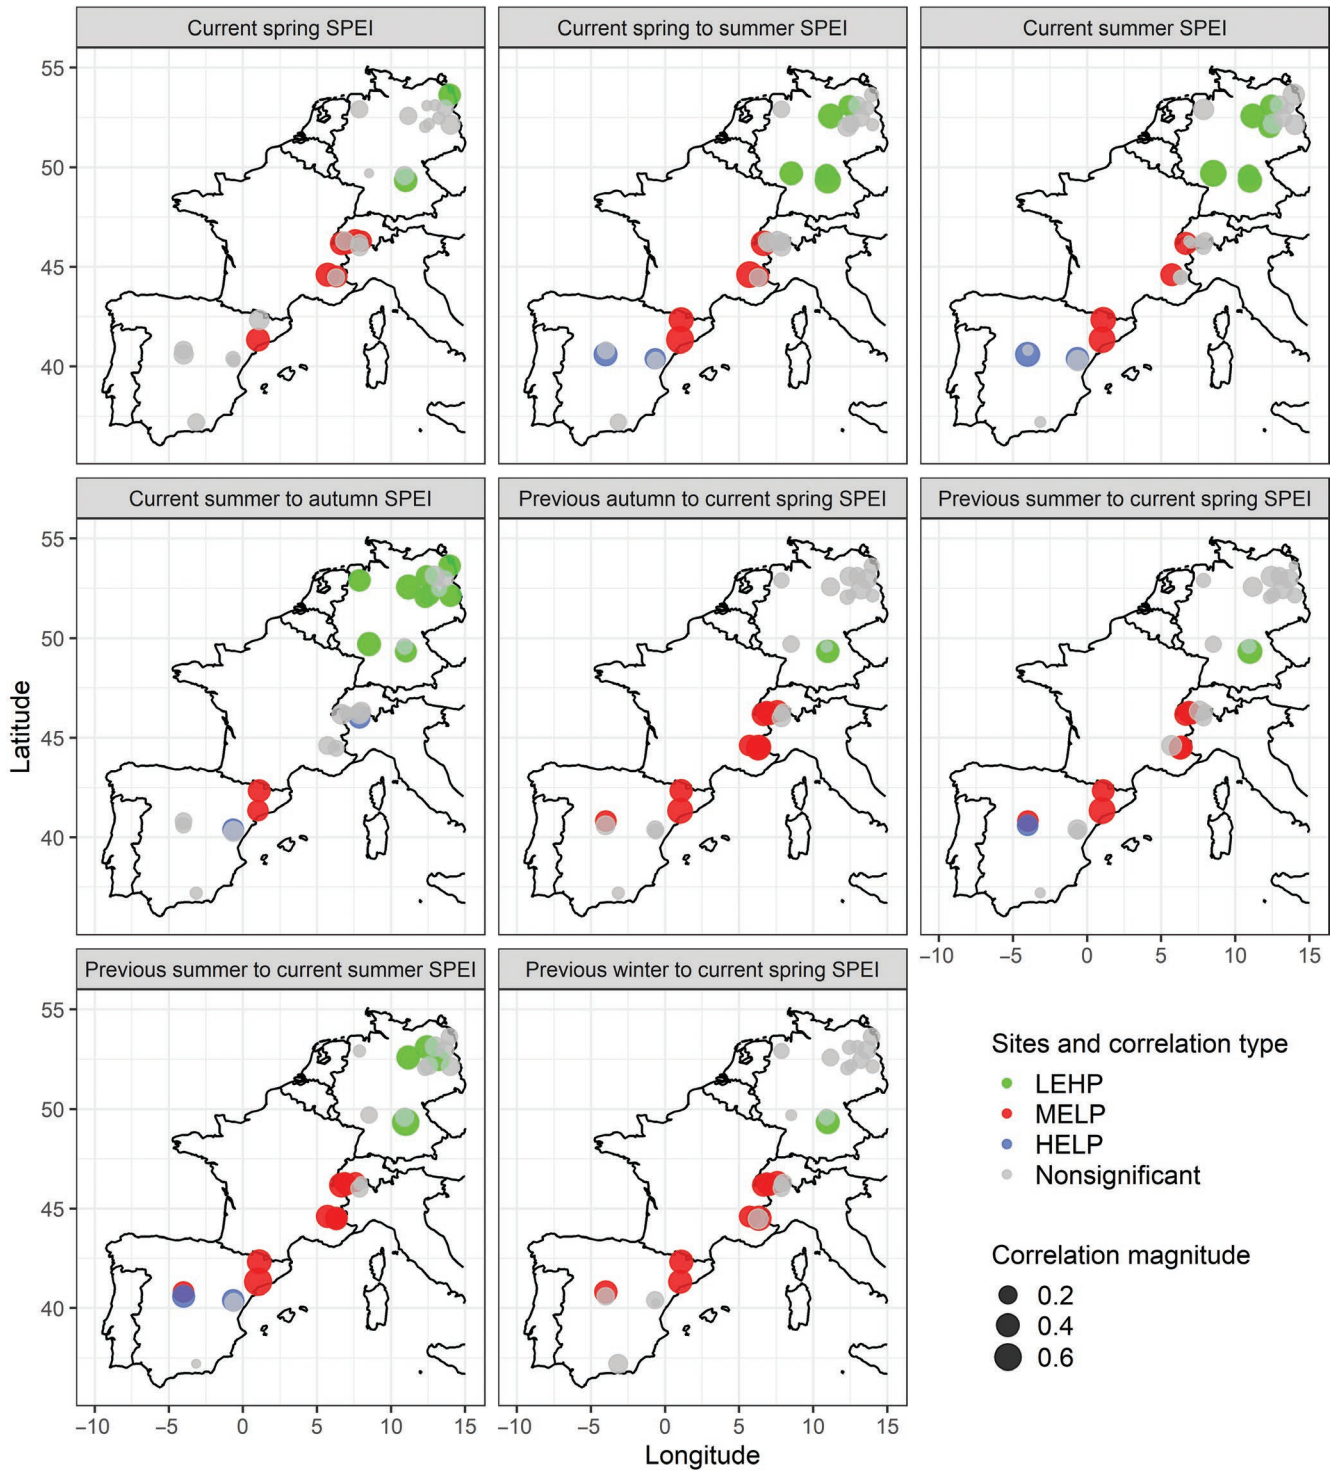 Current spring SPEI
Current spring to summer SPEI
Current summer SPEI
55
50
45
40
Current summer to autumn SPEI
Previous autumn to current spring SPEI
Previous summer to current spring SPEI
55
50
45
40
Latitude
−10 −5 0 5 10 15
Previous summer to current summer SPEI
Previous winter to current spring SPEI
55
50
45
40
−10 −5 0 5 10 15
−10 −5 0 5 10 15
Longitude
Sites and correlation type
LEHP
MELP
HELP
Nonsignificant
Correlation magnitude
0.2
0.4
0.6